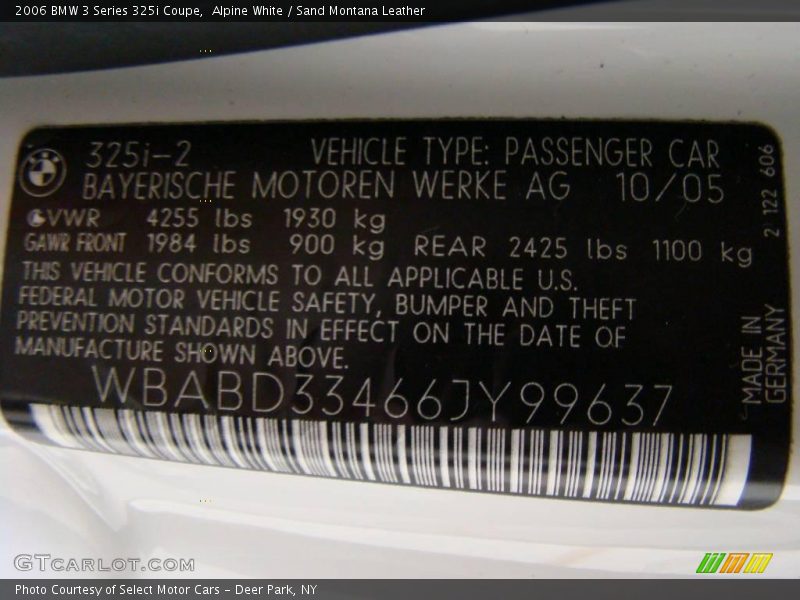 2006 BMW 3 Series 325i Coupe,  Alpine White / Sand Montana Leather
BMW
325i-2 VEHICLE TYPE: PASSENGER CAR
BAYERISCHE MOTOREN WERKE AG 10/05
GVWR 4255 lbs 1930 kg
GAWR FRONT 1984 lbs 900 kg REAR 2425 lbs 1100 kg
THIS VEHICLE CONFORMS TO ALL APPLICABLE U.S.
FEDERAL MOTOR VEHICLE SAFETY, BUMPER AND THEFT
PREVENTION STANDARDS IN EFFECT ON THE DATE OF
MANUFACTURE SHOWN ABOVE.
WBABD33466JY99637
2 122 606
MADE IN
GERMANY
GTCARLOT.COM
Photo Courtesy of Select Motor Cars - Deer Park, NY